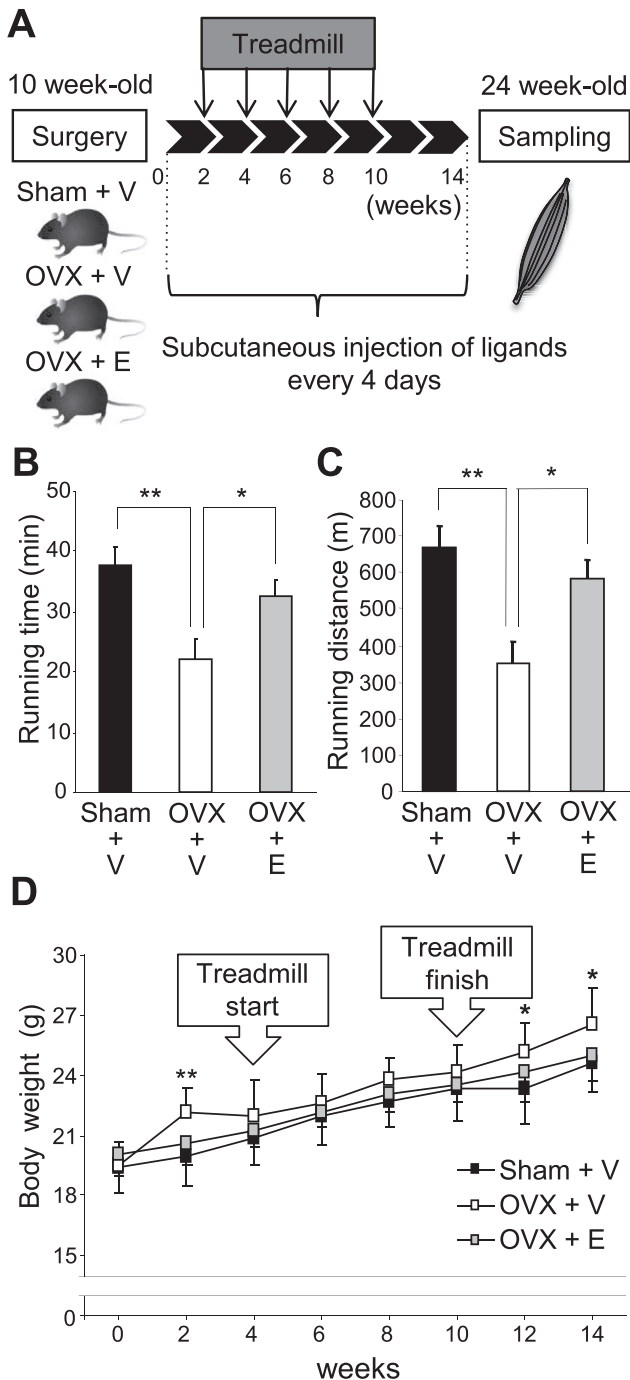 A
Treadmill
10 week-old
24 week-old
Surgery
Sampling
0 2 4 6 8 10 14
(weeks)
Sham + V
OVX + V
OVX + E
Subcutaneous injection of ligands
every 4 days
B
Running time (min)
50
40
30
20
10
0
** *
Sham OVX OVX
+ + +
V V E
C
Running distance (m)
800
700
600
500
400
300
200
100
0
** *
Sham OVX OVX
+ + +
V V E
D
Body weight (g)
30
27
24
21
18
15
0
Treadmill
start
Treadmill
finish
**
*
*
Sham + V
OVX + V
OVX + E
0 2 4 6 8 10 12 14
weeks